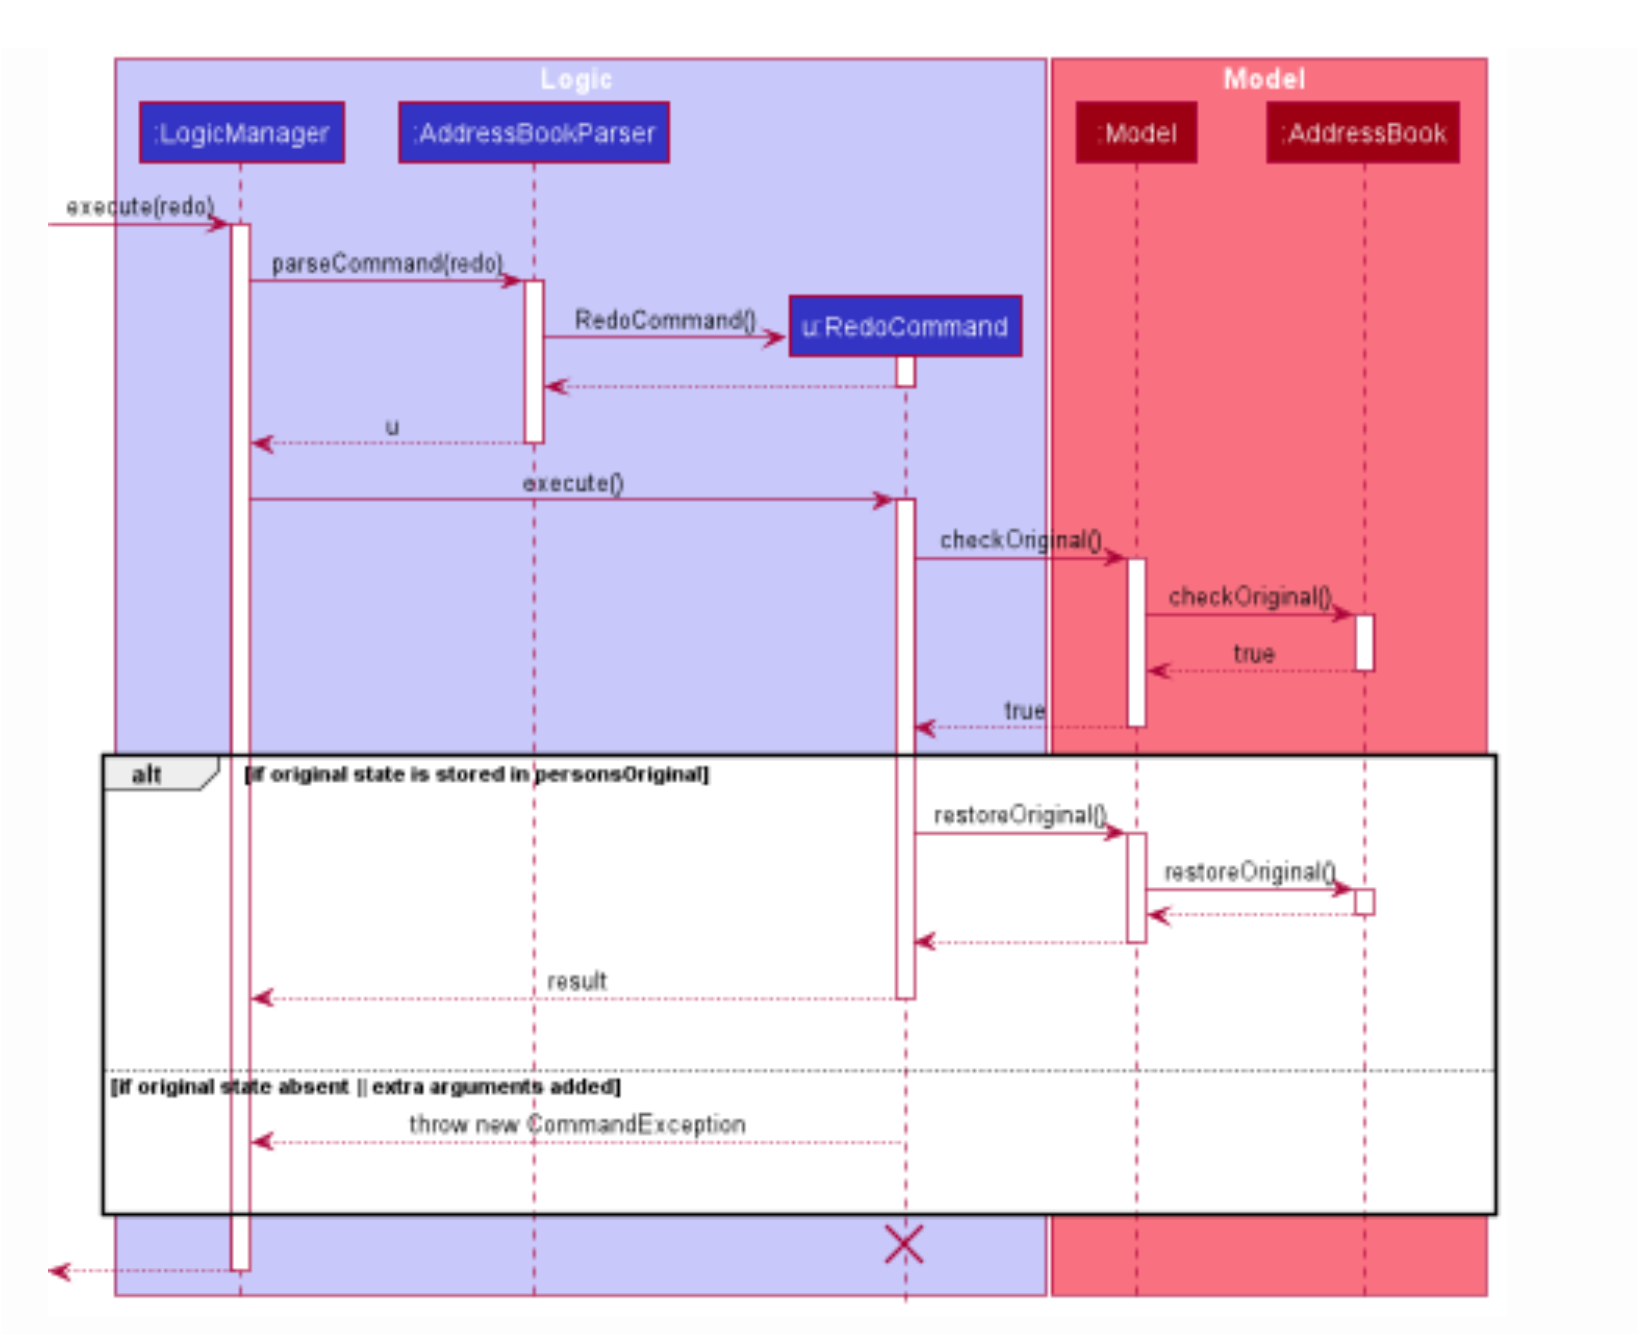 Logic
Model
:LogicManager
:AddressBookParser
:Model
:AddressBook
execute(redo)
parseCommand(redo)
RedoCommand()
u:RedoCommand
u
execute()
checkOriginal()
checkOriginal()
true
true
alt
[if original state is stored in personsOriginal]
restoreOriginal()
restoreOriginal()
result
[if original state absent || extra arguments added]
throw new CommandException